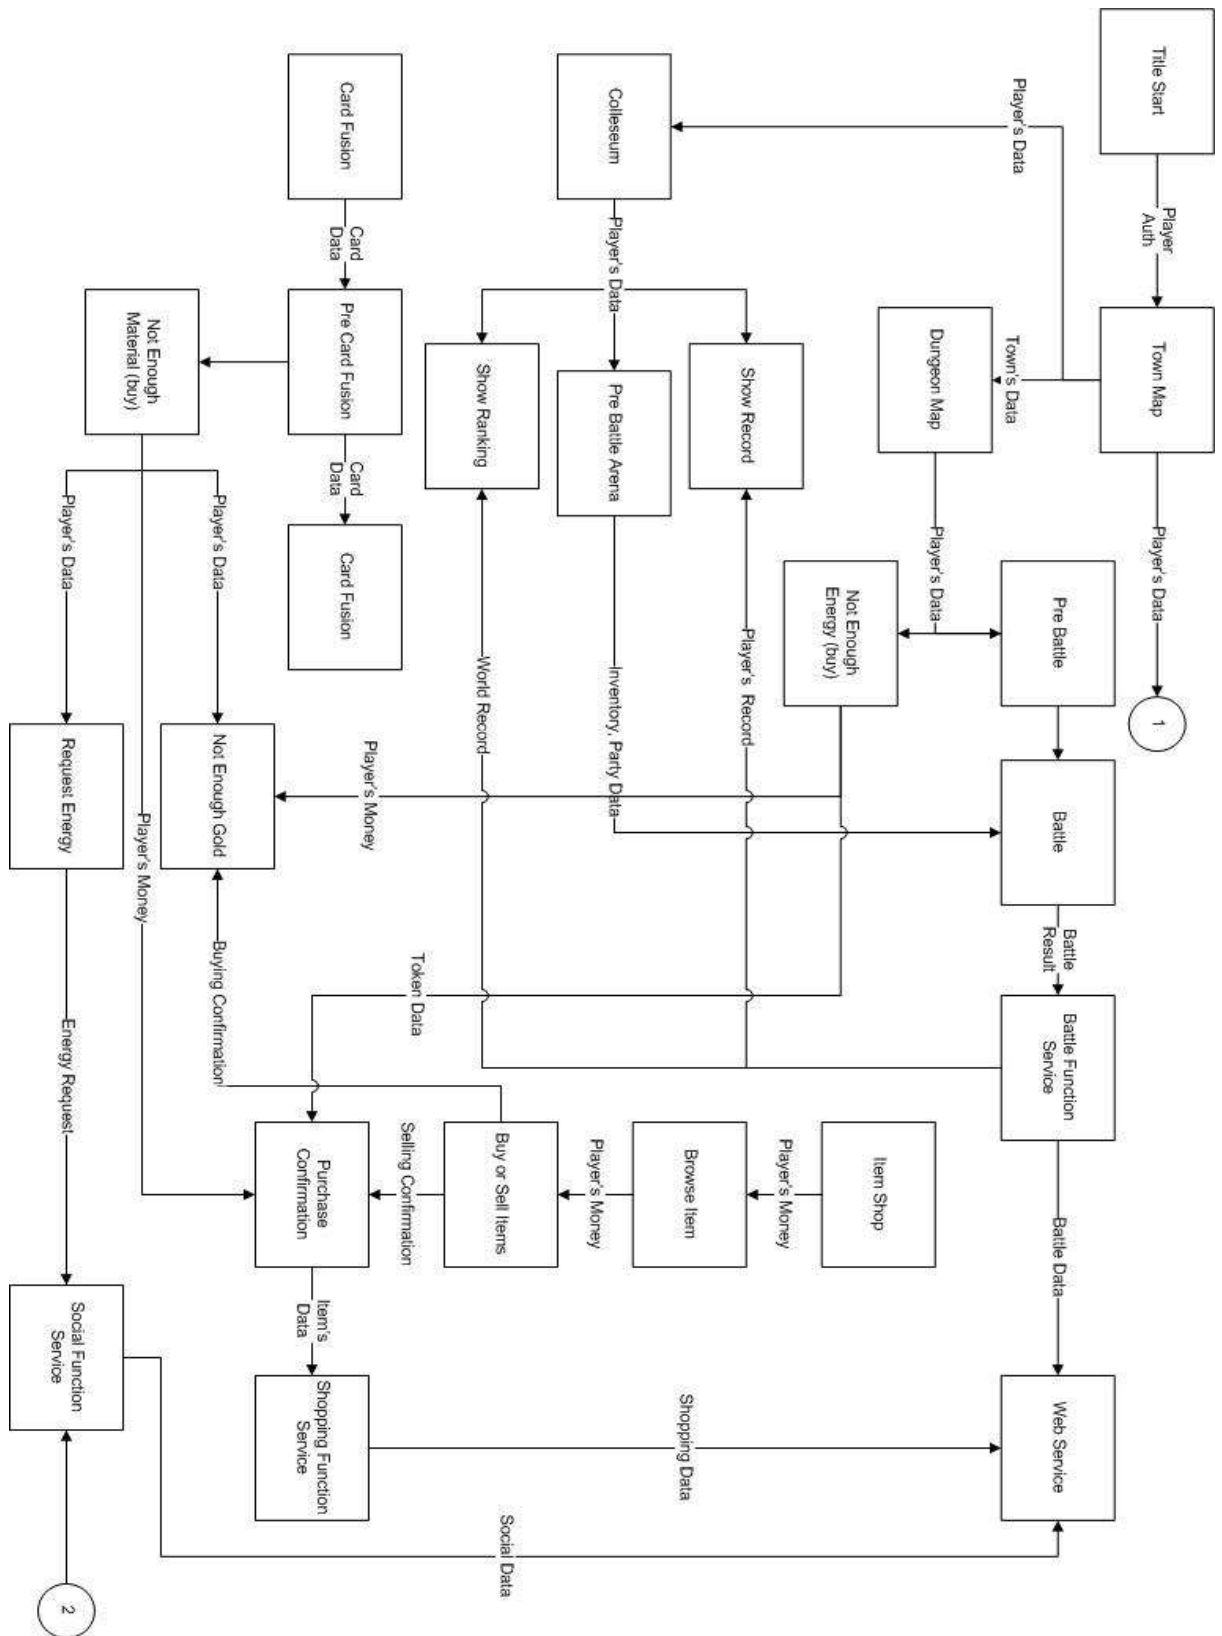 Title Start
Player
Auth
Town Map
Player's Data
1
Player's Data
Town's Data
Dungeon Map
Player's Data
Pre Battle
Battle
Battle
Result
Battle Function
Service
Battle Data
Web Service
Not Enough
Energy (buy)
Colleseum
Player's Data
Show Record
Pre Battle Arena
Show Ranking
Player's Record
Inventory, Party Data
World Record
Player's Money
Token Data
Item Shop
Player's Money
Browse Item
Player's Money
Buy or Sell Items
Selling Confirmation
Buying Confirmation
Purchase
Confirmation
Item's
Data
Shopping Function
Service
Shopping Data
Card Fusion
Card
Data
Pre Card Fusion
Card
Data
Card Fusion
Not Enough
Material (buy)
Player's Data
Not Enough Gold
Player's Money
Player's Data
Request Energy
Energy Request
Social Function
Service
Social Data
2